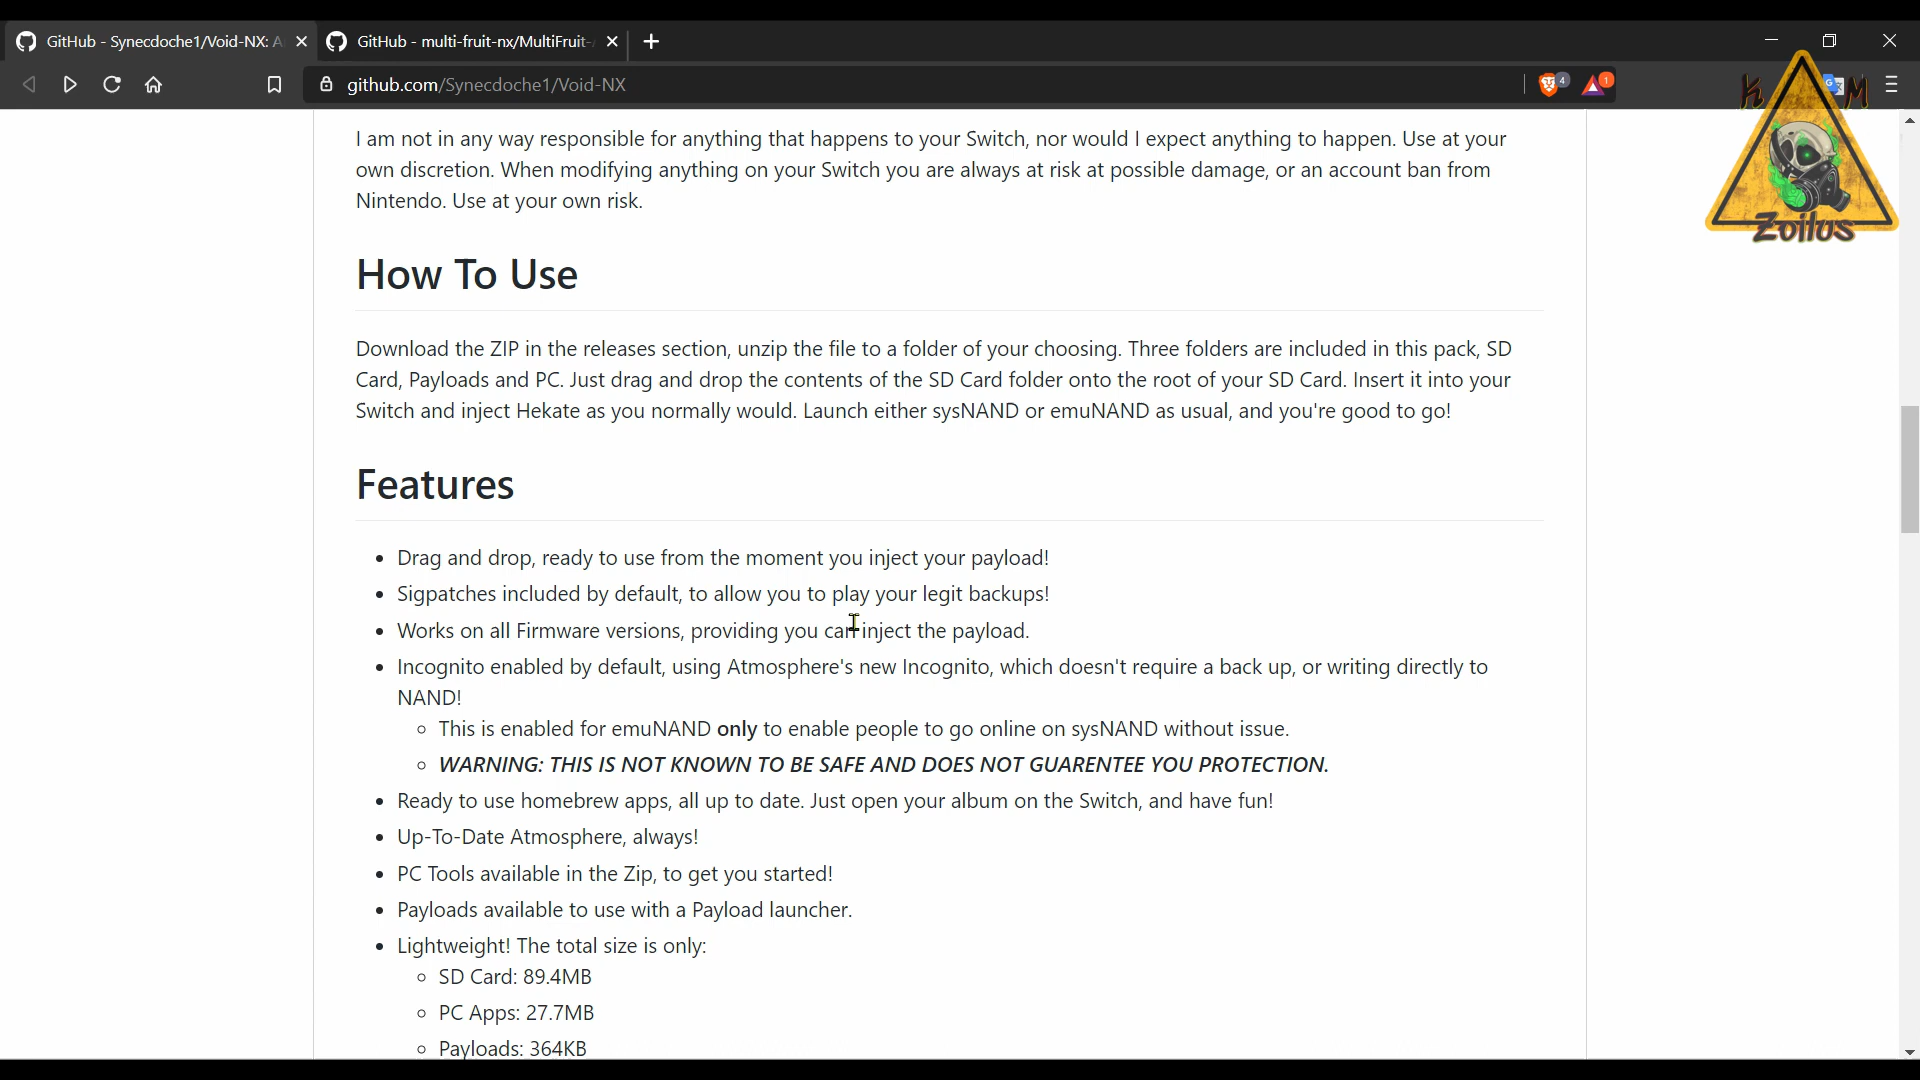 GitHub - Synecdoche1/Void-NX: A
GitHub - multi-fruit-nx/MultiFruit-
github.com/Synecdoche1/Void-NX
4
1
K M
Zoilus
I am not in any way responsible for anything that happens to your Switch, nor would I expect anything to happen. Use at your
own discretion. When modifying anything on your Switch you are always at risk at possible damage, or an account ban from
Nintendo. Use at your own risk.
How To Use
Download the ZIP in the releases section, unzip the file to a folder of your choosing. Three folders are included in this pack, SD
Card, Payloads and PC. Just drag and drop the contents of the SD Card folder onto the root of your SD Card. Insert it into your
Switch and inject Hekate as you normally would. Launch either sysNAND or emuNAND as usual, and you're good to go!
Features
Drag and drop, ready to use from the moment you inject your payload!
Sigpatches included by default, to allow you to play your legit backups!
Works on all Firmware versions, providing you can inject the payload.
Incognito enabled by default, using Atmosphere's new Incognito, which doesn't require a back up, or writing directly to
NAND!
This is enabled for emuNAND only to enable people to go online on sysNAND without issue.
WARNING: THIS IS NOT KNOWN TO BE SAFE AND DOES NOT GUARENTEE YOU PROTECTION.
Ready to use homebrew apps, all up to date. Just open your album on the Switch, and have fun!
Up-To-Date Atmosphere, always!
PC Tools available in the Zip, to get you started!
Payloads available to use with a Payload launcher.
Lightweight! The total size is only:
SD Card: 89.4MB
PC Apps: 27.7MB
Payloads: 364KB